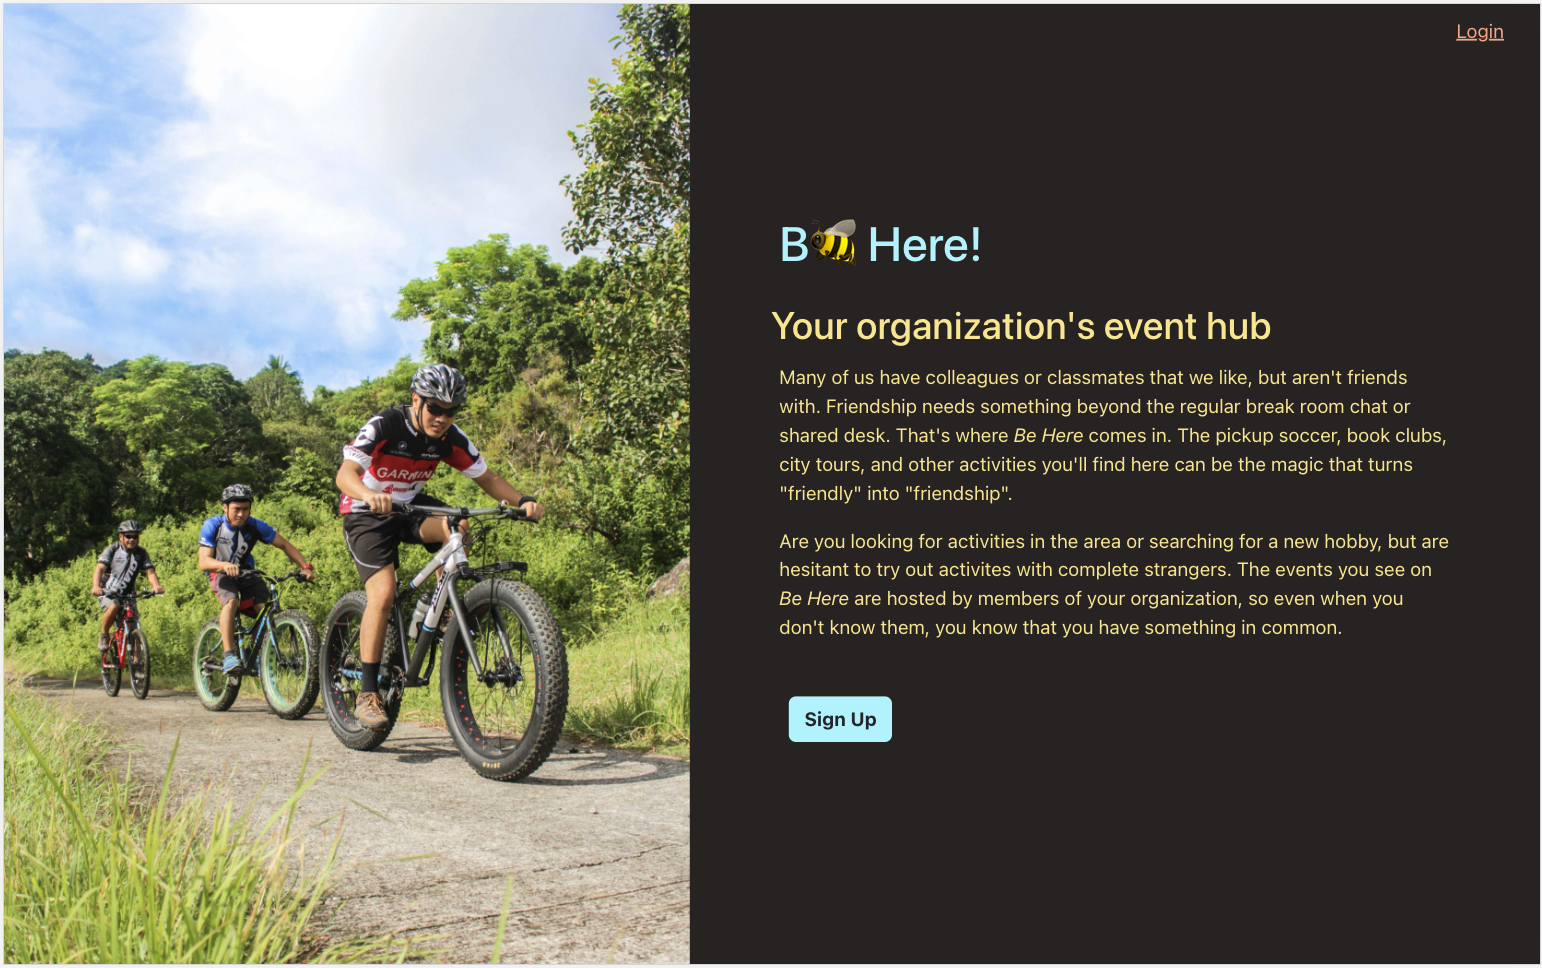 Login
B🐝 Here!
Your organization's event hub
Many of us have colleagues or classmates that we like, but aren't friends
with. Friendship needs something beyond the regular break room chat or
shared desk. That's where Be Here comes in. The pickup soccer, book clubs,
city tours, and other activities you'll find here can be the magic that turns
"friendly" into "friendship".
Are you looking for activities in the area or searching for a new hobby, but are
hesitant to try out activites with complete strangers. The events you see on
Be Here are hosted by members of your organization, so even when you
don't know them, you know that you have something in common.
Sign Up
GARMIN